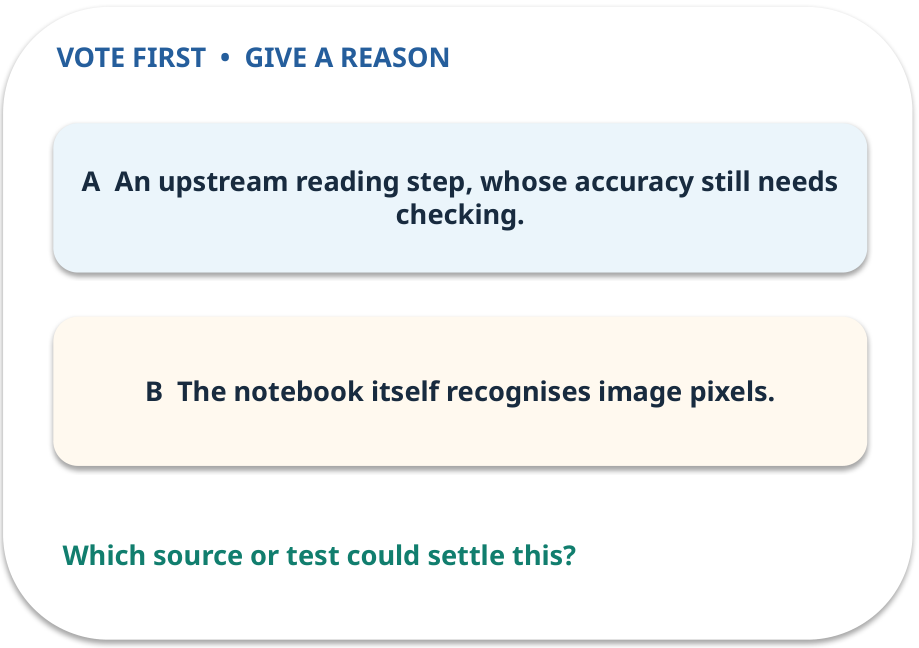 VOTE FIRST • GIVE A REASON
A An upstream reading step, whose accuracy still needs
checking.
B The notebook itself recognises image pixels.
Which source or test could settle this?